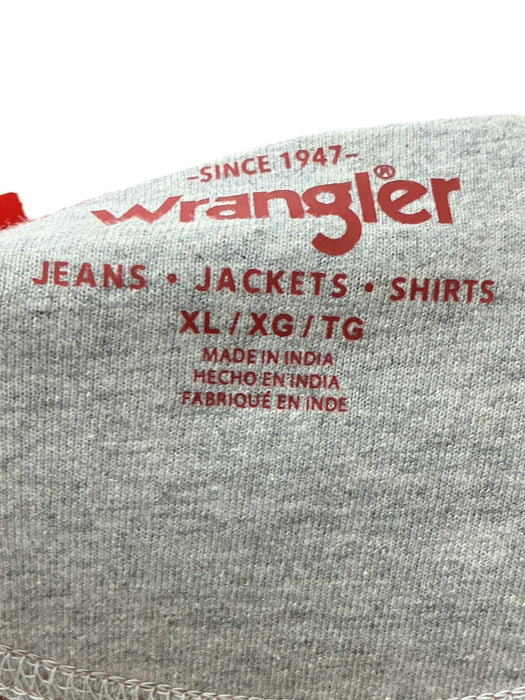 -SINCE 1947-
Wrangler®
JEANS • JACKETS • SHIRTS
XL / XG / TG
MADE IN INDIA
HECHO EN INDIA
FABRIQUÉ EN INDE